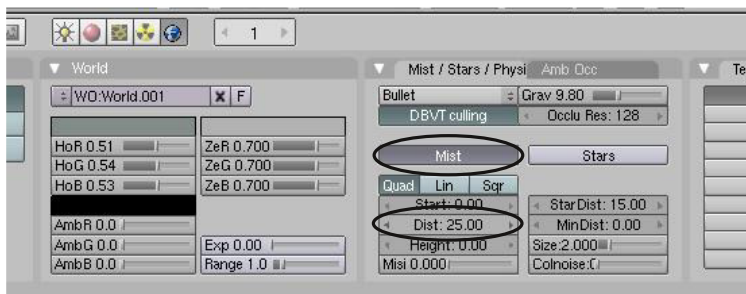 1
World
Mist / Stars / Physi
Amb Occ
Te
WO:World.001
X
F
HoR 0.51
HoG 0.54
HoB 0.53
ZeR 0.700
ZeG 0.700
ZeB 0.700
AmbR 0.0
AmbG 0.0
AmbB 0.0
Exp 0.00
Range 1.0
Bullet
Grav 9.80
DBVT culling
Occlu Res: 128
Mist
Stars
Quad
Lin
Sqr
Start: 0.00
Dist: 25.00
Height: 0.00
Misi 0.000
StarDist: 15.00
MinDist: 0.00
Size:2.000
Colnoise: